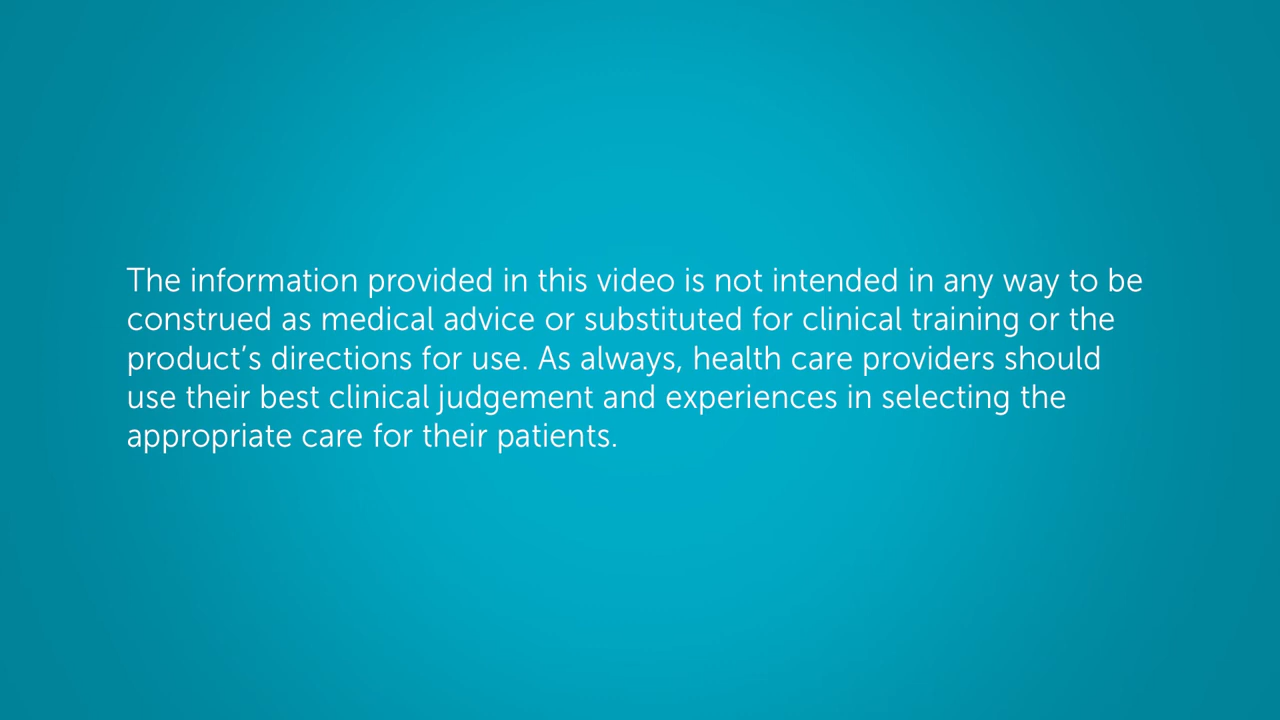 The information provided in this video is not intended in any way to be
construed as medical advice or substituted for clinical training or the
product’s directions for use. As always, health care providers should
use their best clinical judgement and experiences in selecting the
appropriate care for their patients.